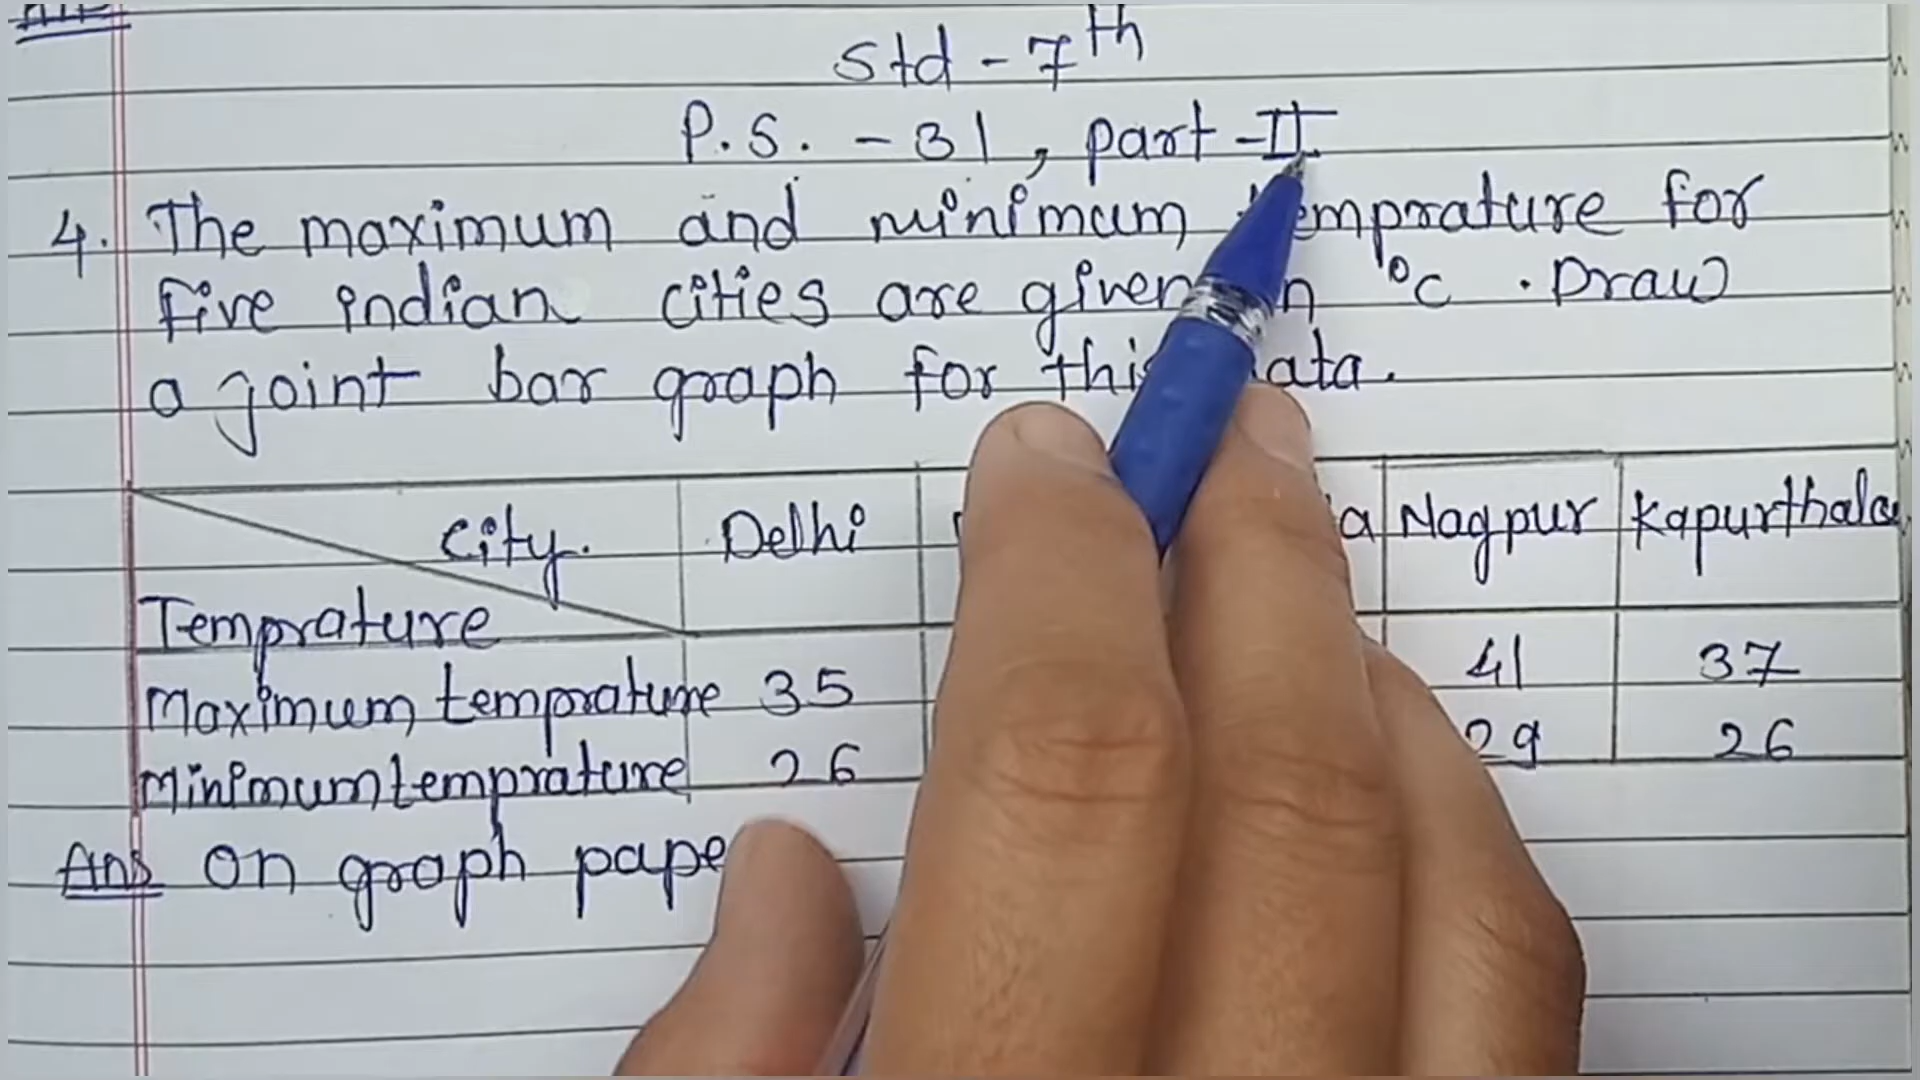 Std - 7th
P.S. - 31, part - II
4. The maximum and minimum temprature for
five indian cities are given in °c . Draw
a joint bar graph for this data.
City. Delhi Nagpur Kapurthala
Temprature
Maximum temprature 35 41 37
Minimum temprature 26 29 26
Ans on graph pape